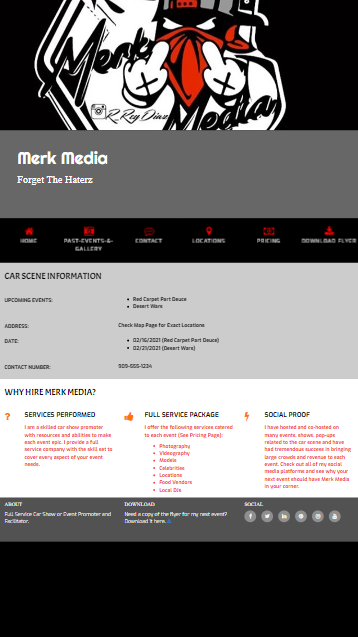 Merk
R_Rey Diaz
Media
Merk Media
Forget The Haterz
HOME
PAST-EVENTS-&-
GALLERY
CONTACT
LOCATIONS
PRICING
DOWNLOAD FLYER
CAR SCENE INFORMATION
UPCOMING EVENTS:
Red Carpet Part Deuce
Desert Wars
ADDRESS:
Check Map Page for Exact Locations
DATE:
02/16/2021 (Red Carpet Part Deuce)
02/21/2021 (Desert Wars)
CONTACT NUMBER:
909-555-1234
WHY HIRE MERK MEDIA?
SERVICES PERFORMED
I am a skilled car show promoter
with resources and abilities to make
each event epic. I provide a full
service company with the skill set to
cover every aspect of your event
needs.
FULL SERVICE PACKAGE
I offer the following services catered
to each event (See Pricing Page):
Photography
Videography
Models
Celebrities
Locations
Food Vendors
Local DJs
SOCIAL PROOF
I have hosted and co-hosted on
many events, shows, pop-ups
related to the car scene and have
had tremendous success in bringing
large crowds and revenue to each
event. Check out all of my social
media platforms and see why your
next event should have Merk Media
in your corner.
ABOUT
Full Service Car Show or Event Promoter and
Facilitator.
DOWNLOAD
Need a copy of the flyer for my next event?
Download it here.
SOCIAL